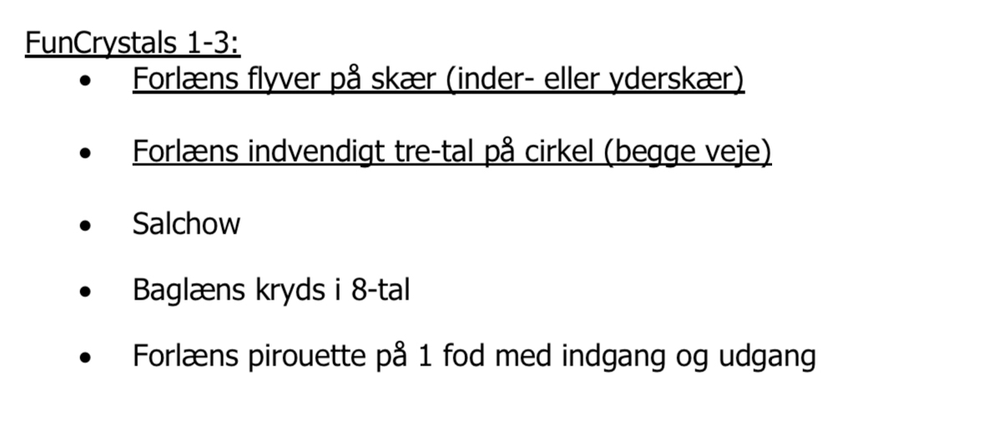 FunCrystals 1-3:
• Forlæns flyver på skær (inder- eller yderskær)
• Forlæns indvendigt tre-tal på cirkel (begge veje)
• Salchow
• Baglæns kryds i 8-tal
• Forlæns pirouette på 1 fod med indgang og udgang